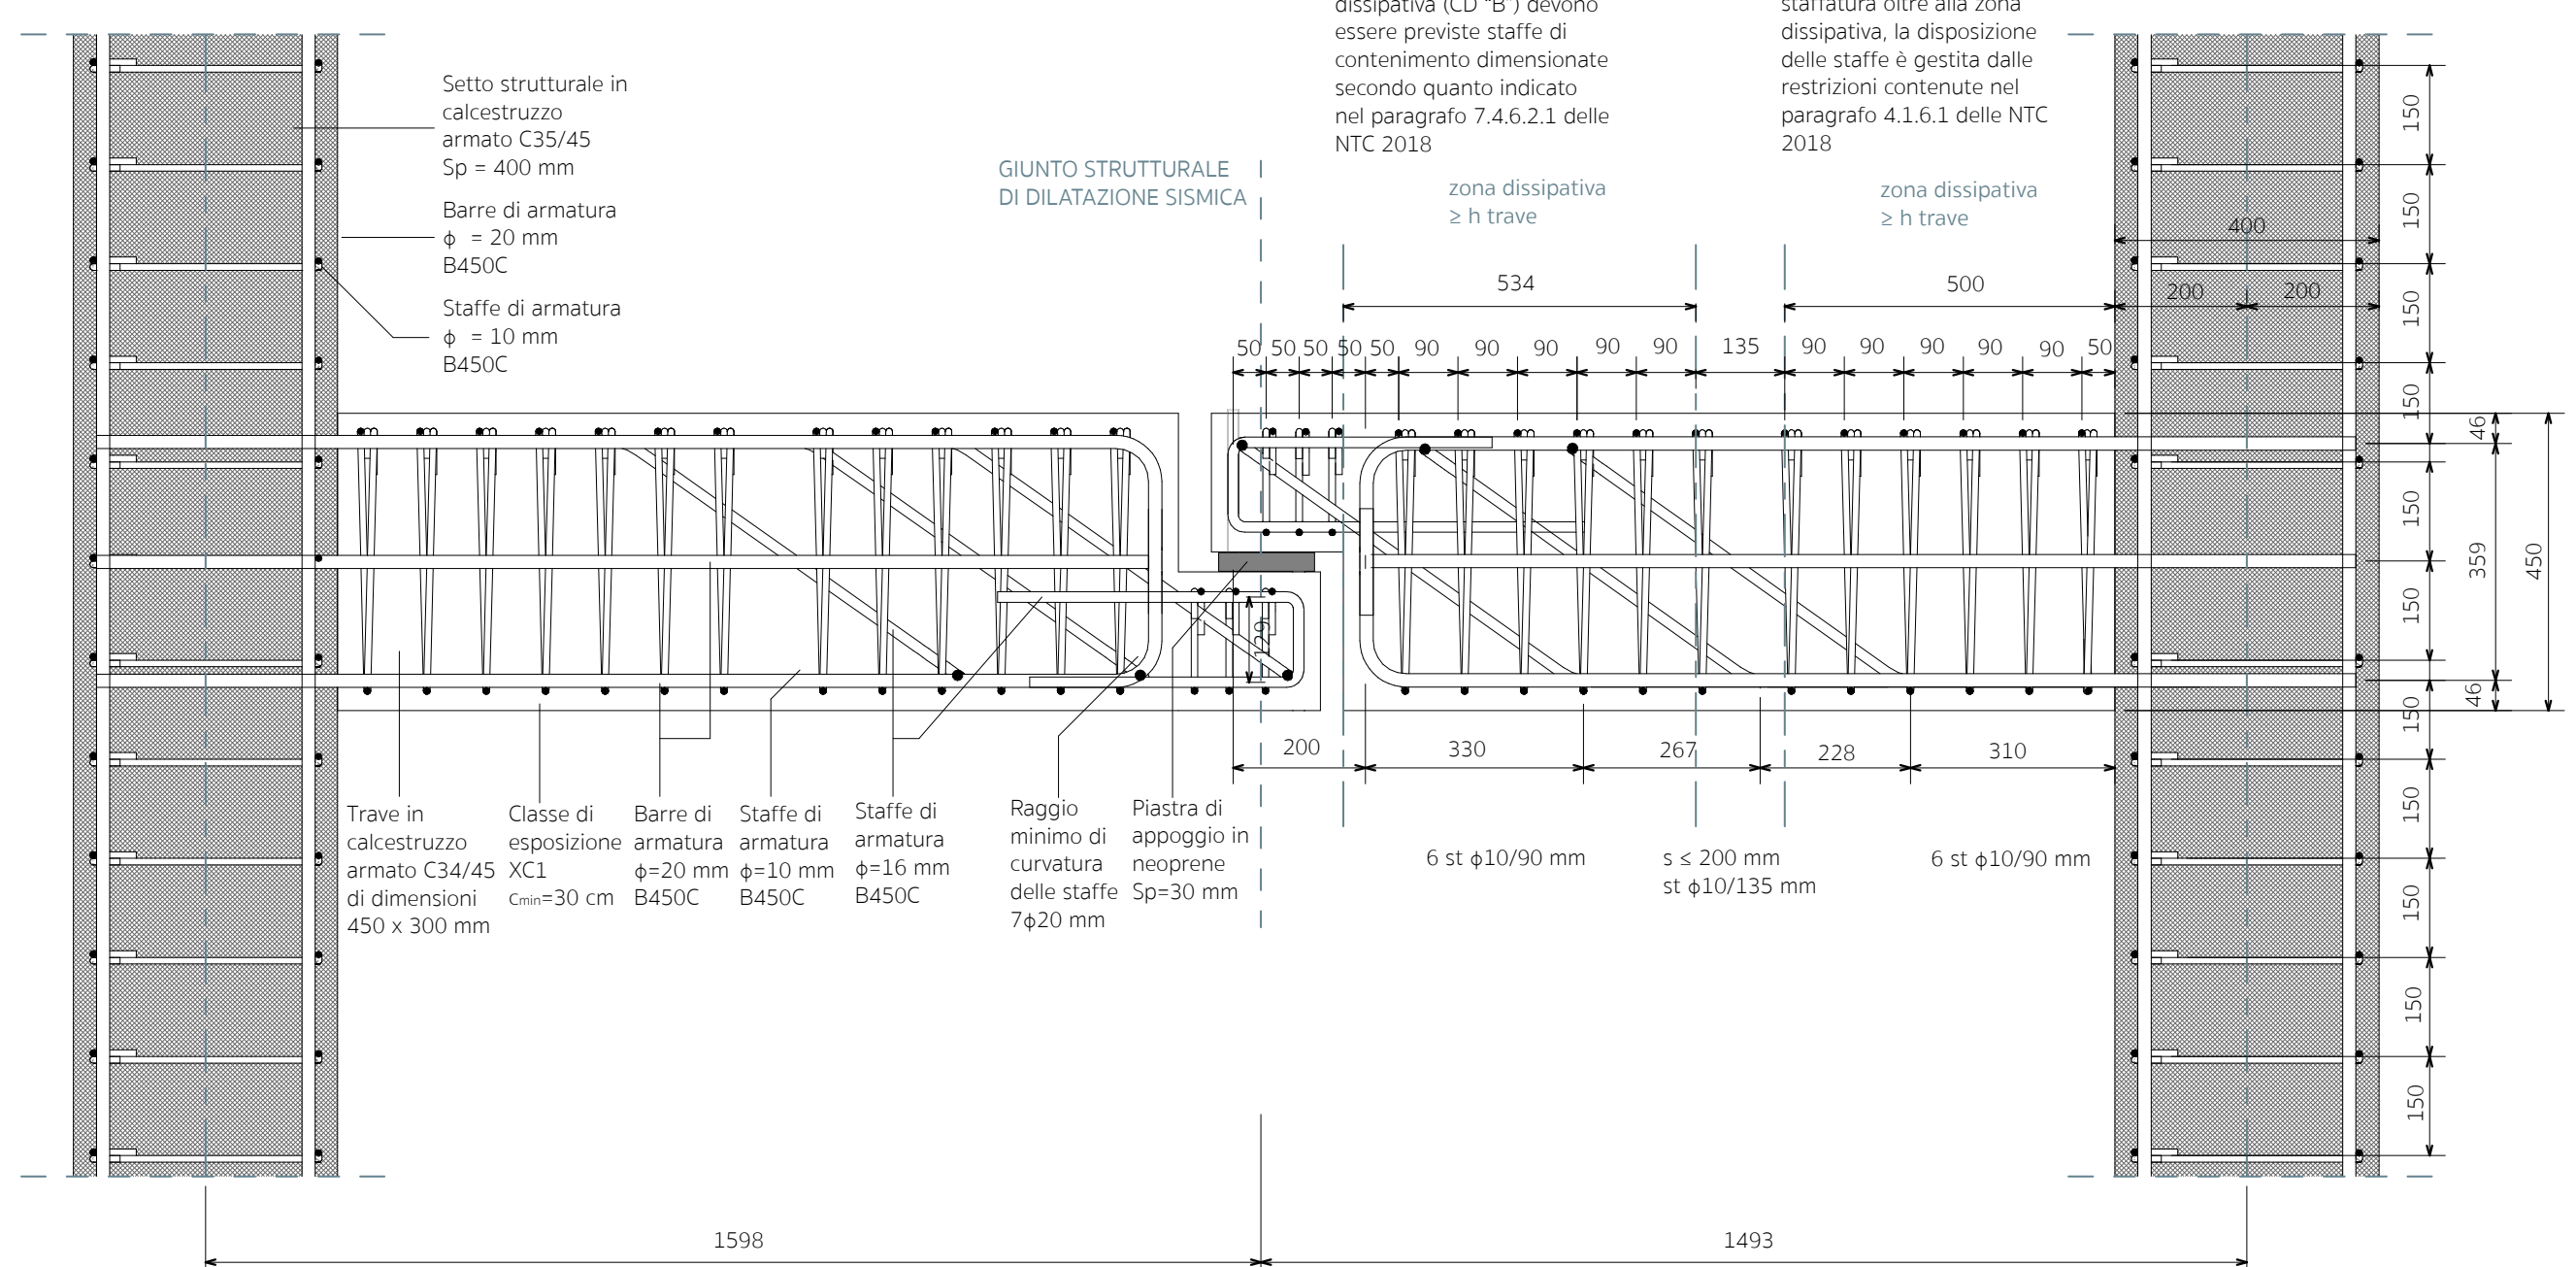 dissipativa (CD "B") devono
essere previste staffe di
contenimento dimensionate
secondo quanto indicato
nel paragrafo 7.4.6.2.1 delle
NTC 2018
staffatura oltre alla zona
dissipativa, la disposizione
delle staffe è gestita dalle
restrizioni contenute nel
paragrafo 4.1.6.1 delle NTC
2018
Setto strutturale in
calcestruzzo
armato C35/45
Sp = 400 mm
Barre di armatura
ϕ = 20 mm
B450C
Staffe di armatura
ϕ = 10 mm
B450C
GIUNTO STRUTTURALE
DI DILATAZIONE SISMICA
zona dissipativa
≥ h trave
zona dissipativa
≥ h trave
400
534
500
200
200
50 50 50 50 50 90 90 90 90 90 135 90 90 90 90 90 50
150
150
150
150
150
150
150
150
150
150
150
46
359
46
450
129
200
330
267
228
310
Trave in
calcestruzzo
armato C34/45
di dimensioni
450 x 300 mm
Classe di
esposizione
XC1
cmin=30 cm
Barre di
armatura
ϕ=20 mm
B450C
Staffe di
armatura
ϕ=10 mm
B450C
Staffe di
armatura
ϕ=16 mm
B450C
Raggio
minimo di
curvatura
delle staffe
7ϕ20 mm
Piastra di
appoggio in
neoprene
Sp=30 mm
6 st ϕ10/90 mm
s ≤ 200 mm
st ϕ10/135 mm
6 st ϕ10/90 mm
1598
1493